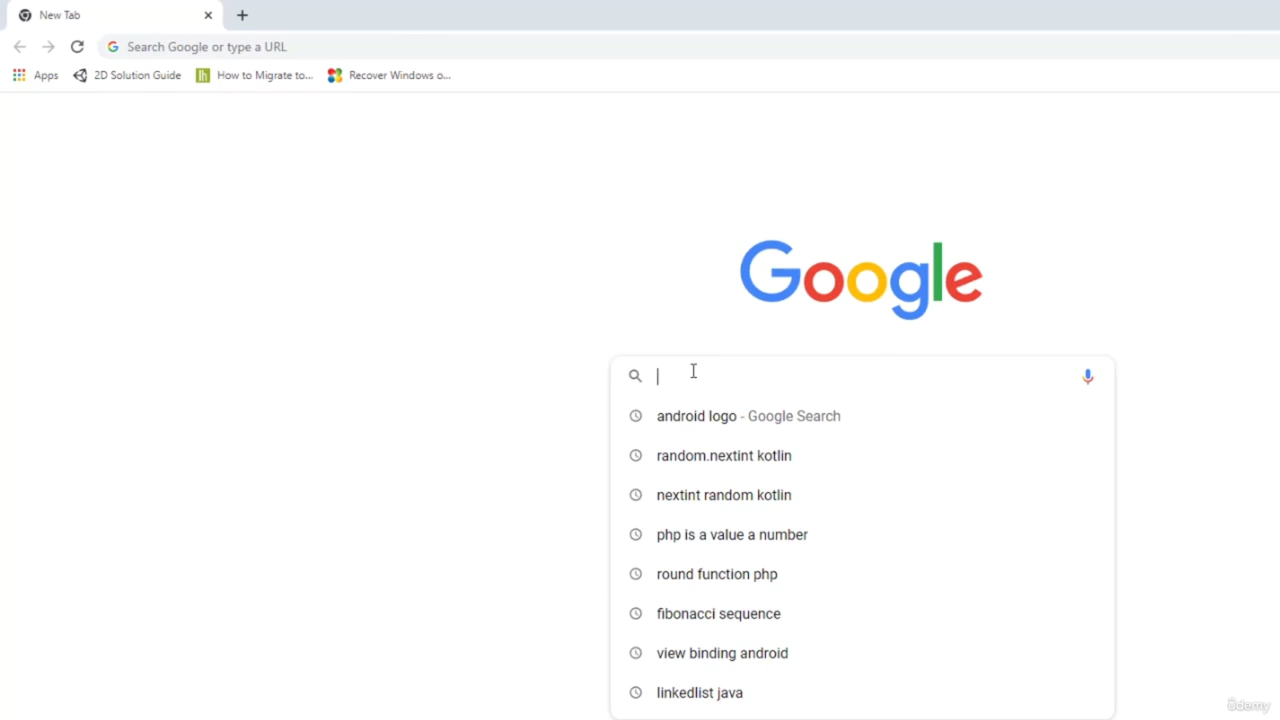 New Tab
Search Google or type a URL
Apps 2D Solution Guide How to Migrate to... Recover Windows o...
Google
android logo - Google Search
random.nextint kotlin
nextint random kotlin
php is a value a number
round function php
fibonacci sequence
view binding android
linkedlist java
ûdemy